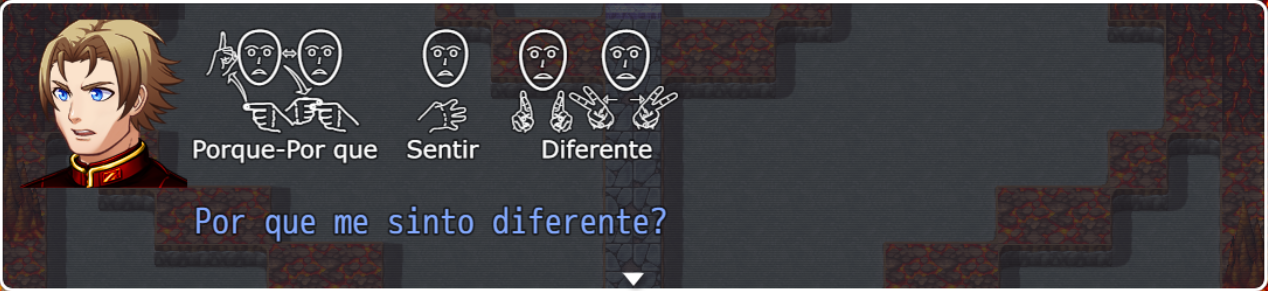 Porque-Por que Sentir Diferente
Por que me sinto diferente?